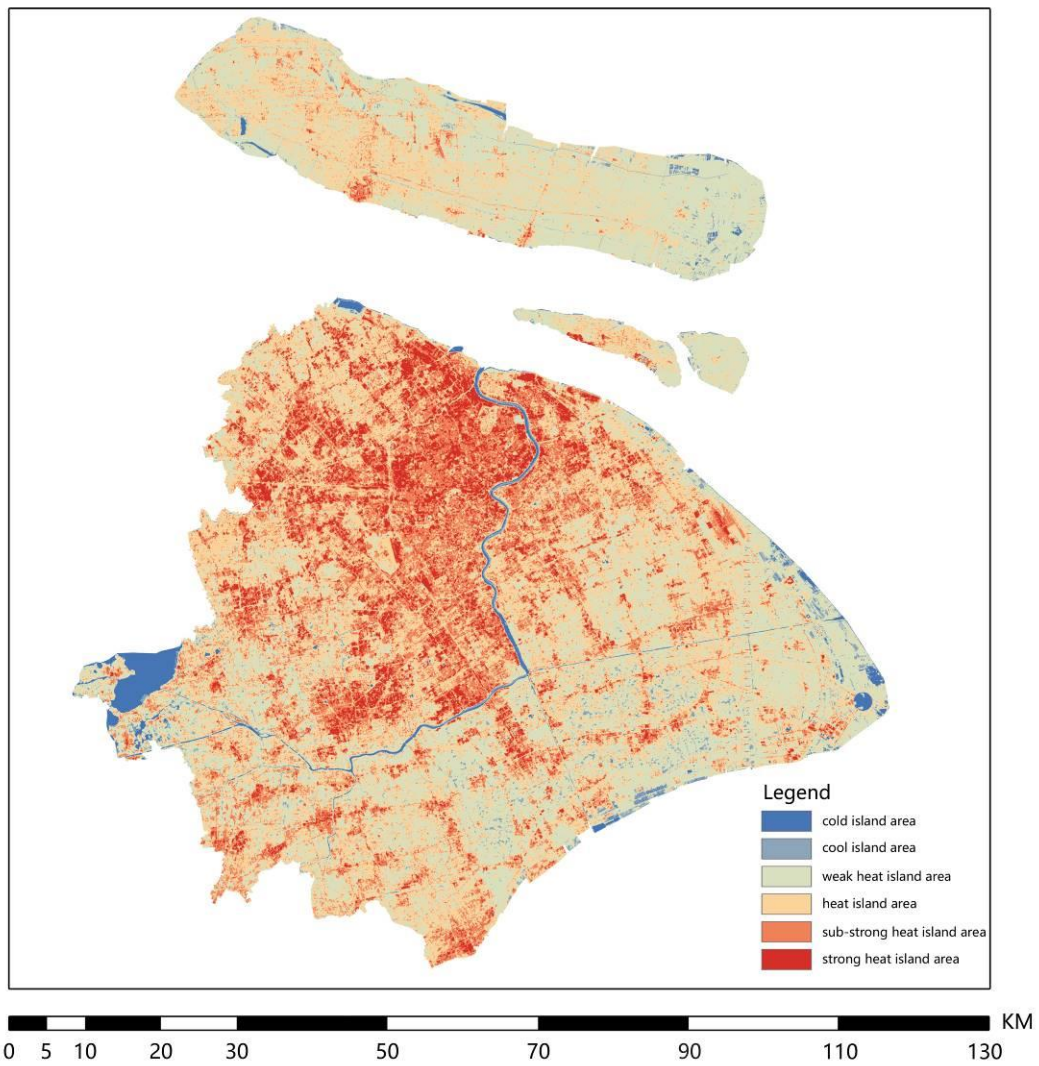 Legend
cold island area
cool island area
weak heat island area
heat island area
sub-strong heat island area
strong heat island area
KM
0 5 10 20 30 50 70 90 110 130